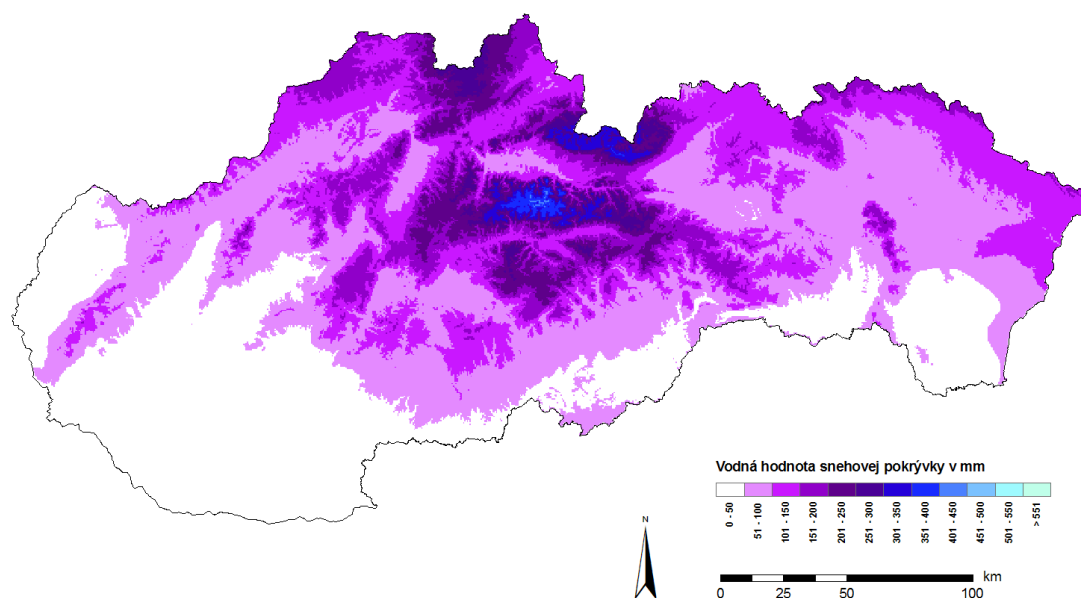 Vodná hodnota snehovej pokrývky v mm
0 - 50
51 - 100
101 - 150
151 - 200
201 - 250
251 - 300
301 - 350
351 - 400
401 - 450
451 - 500
501 - 550
> 551
N
km
0 25 50 100